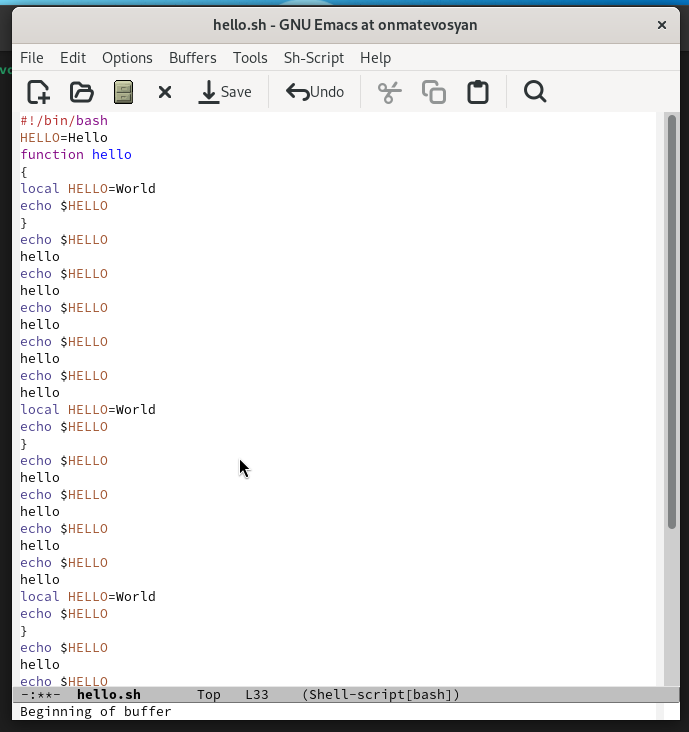 hello.sh - GNU Emacs at onmatevosyan
File Edit Options Buffers Tools Sh-Script Help
Save Undo
#!/bin/bash
HELLO=Hello
function hello
{
local HELLO=World
echo $HELLO
}
echo $HELLO
hello
echo $HELLO
hello
echo $HELLO
hello
echo $HELLO
hello
echo $HELLO
hello
local HELLO=World
echo $HELLO
}
echo $HELLO
hello
echo $HELLO
hello
echo $HELLO
hello
echo $HELLO
hello
local HELLO=World
echo $HELLO
}
echo $HELLO
hello
echo $HELLO
-:**- hello.sh Top L33 (Shell-script[bash])
Beginning of buffer